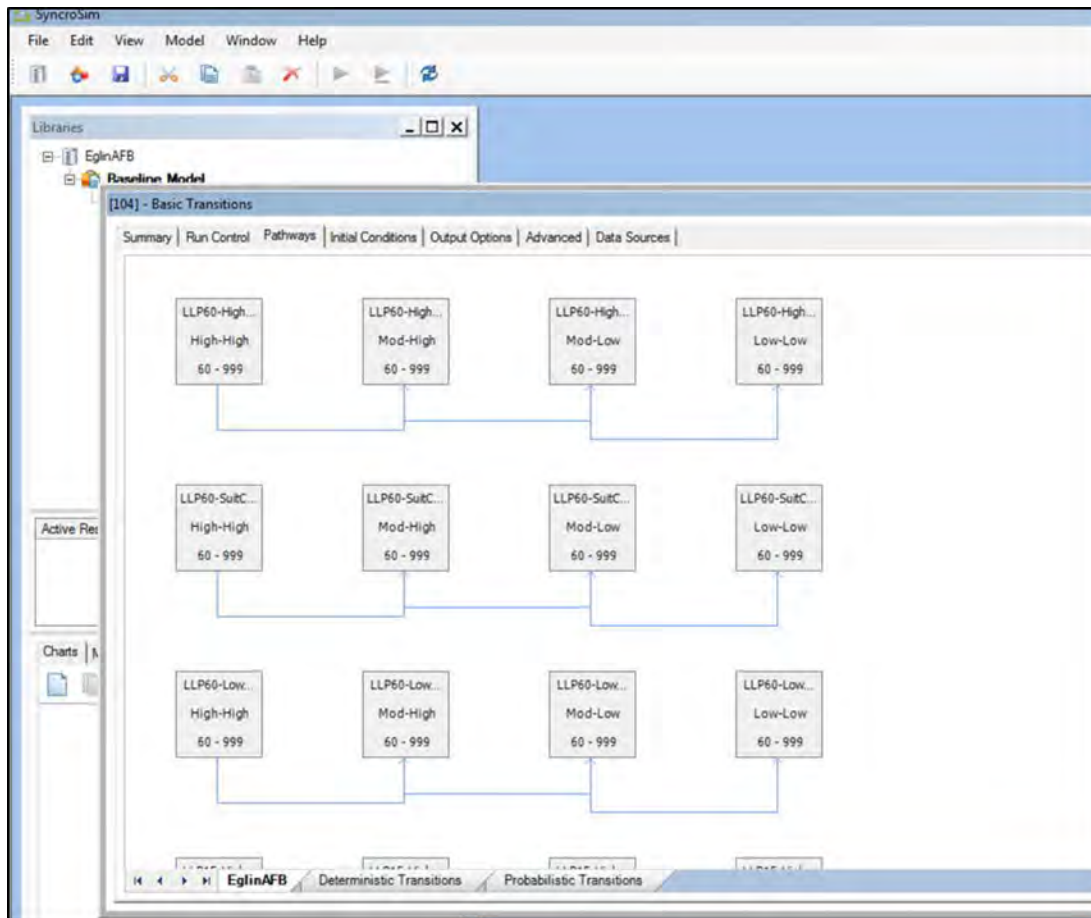 SyncroSim
File Edit View Model Window Help
Libraries
EglinAFB
Baseline Model
[104] - Basic Transitions
Summary Run Control Pathways Initial Conditions Output Options Advanced Data Sources
LLP60-High... LLP60-High... LLP60-High... LLP60-High...
High-High Mod-High Mod-Low Low-Low
60 - 999 60 - 999 60 - 999 60 - 999
LLP60-SuitC... LLP60-SuitC... LLP60-SuitC... LLP60-SuitC...
High-High Mod-High Mod-Low Low-Low
60 - 999 60 - 999 60 - 999 60 - 999
Active Res
LLP60-Low... LLP60-Low... LLP60-Low... LLP60-Low...
High-High Mod-High Mod-Low Low-Low
60 - 999 60 - 999 60 - 999 60 - 999
Charts
EglinAFB Deterministic Transitions Probabilistic Transitions